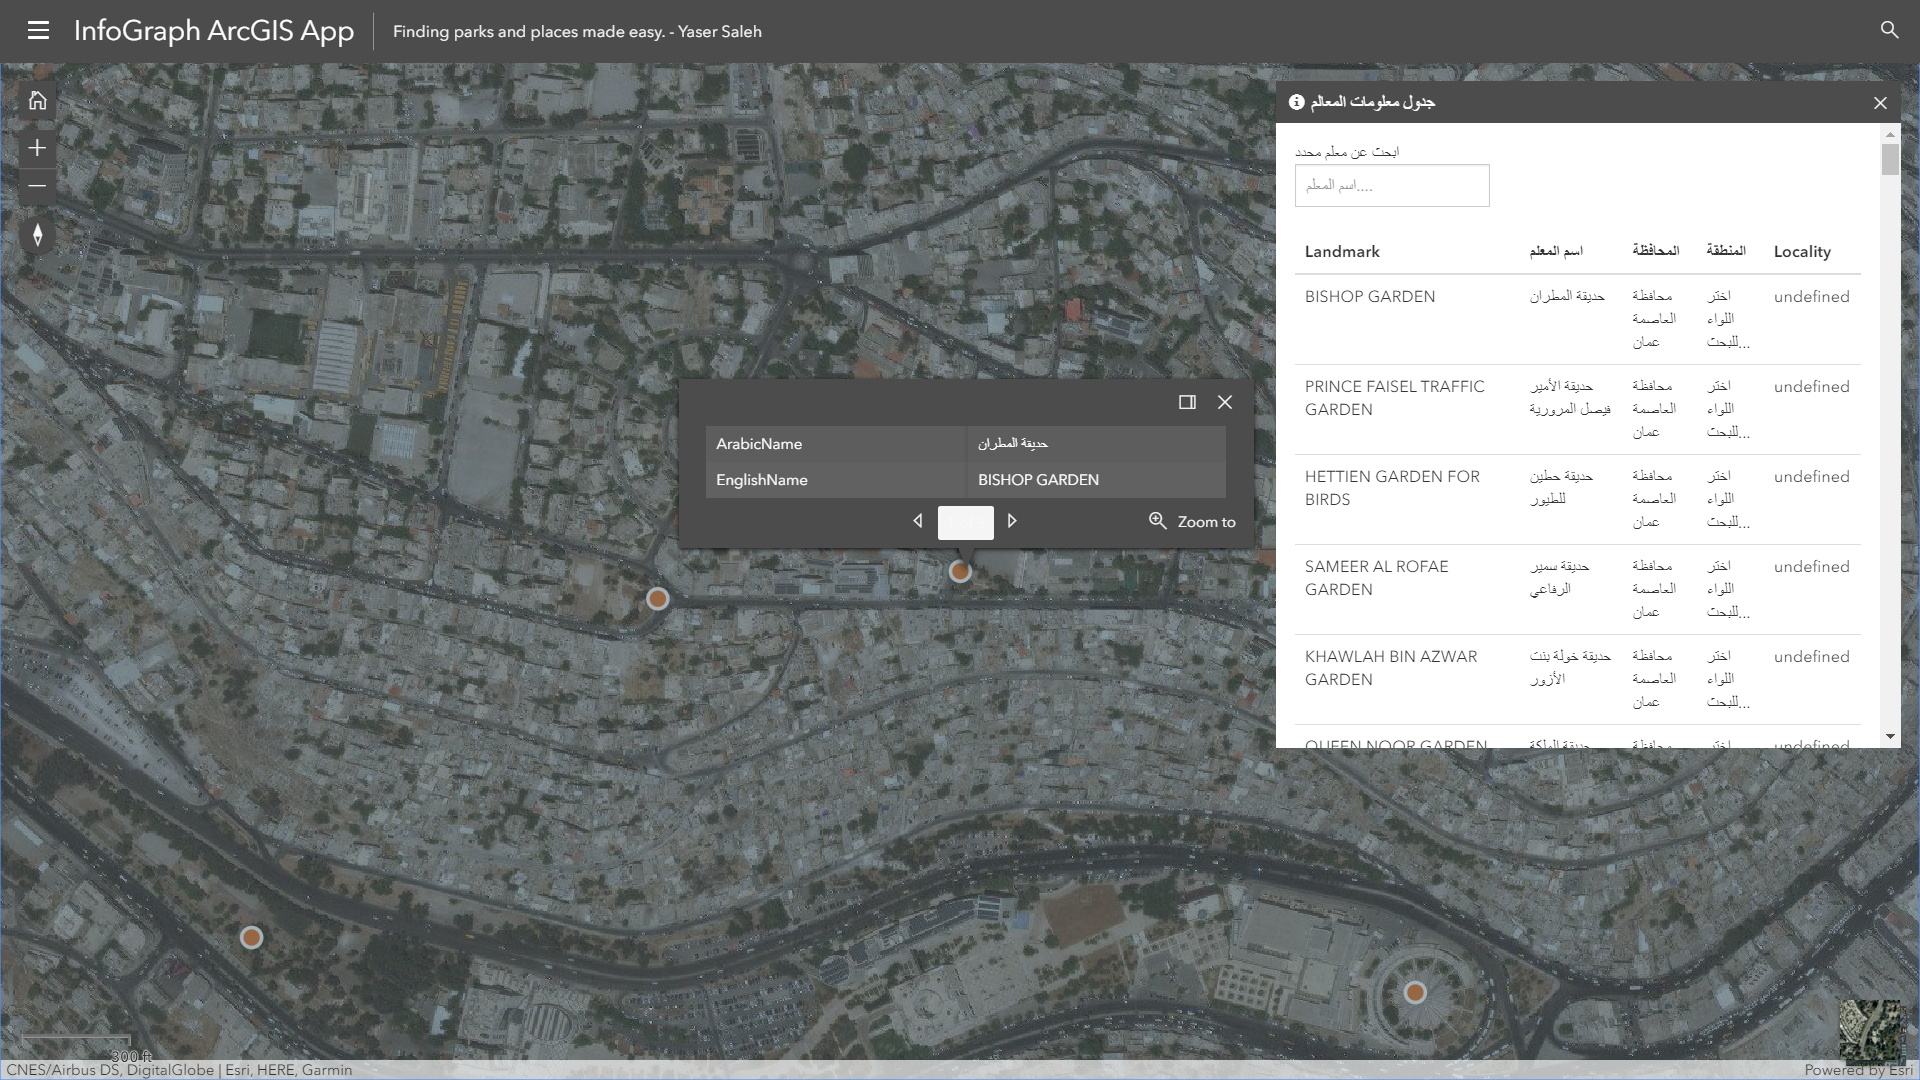 InfoGraph ArcGIS App
Finding parks and places made easy. - Yaser Saleh
جدول معلومات المعالم
ابحث عن معلم محدد
اسم المعلم....
Landmark اسم المعلم المحافظة المنطقة Locality
BISHOP GARDEN حديقة المطران محافظة العاصمة عمان اختر اللواء للبحث... undefined
PRINCE FAISEL TRAFFIC GARDEN حديقة الأمير فيصل المرورية محافظة العاصمة عمان اختر اللواء للبحث... undefined
HETTIEN GARDEN FOR BIRDS حديقة حطين للطيور محافظة العاصمة عمان اختر اللواء للبحث... undefined
SAMEER AL ROFAE GARDEN حديقة سمير الرفاعي محافظة العاصمة عمان اختر اللواء للبحث... undefined
KHAWLAH BIN AZWAR GARDEN حديقة خولة بنت الأزور محافظة العاصمة عمان اختر اللواء للبحث... undefined
QUEEN NOOR GARDEN حديقة الملكة محافظة اختر undefined
ArabicName حديقة المطران
EnglishName BISHOP GARDEN
Zoom to
300 ft
CNES/Airbus DS, DigitalGlobe | Esri, HERE, Garmin
Powered by Esri